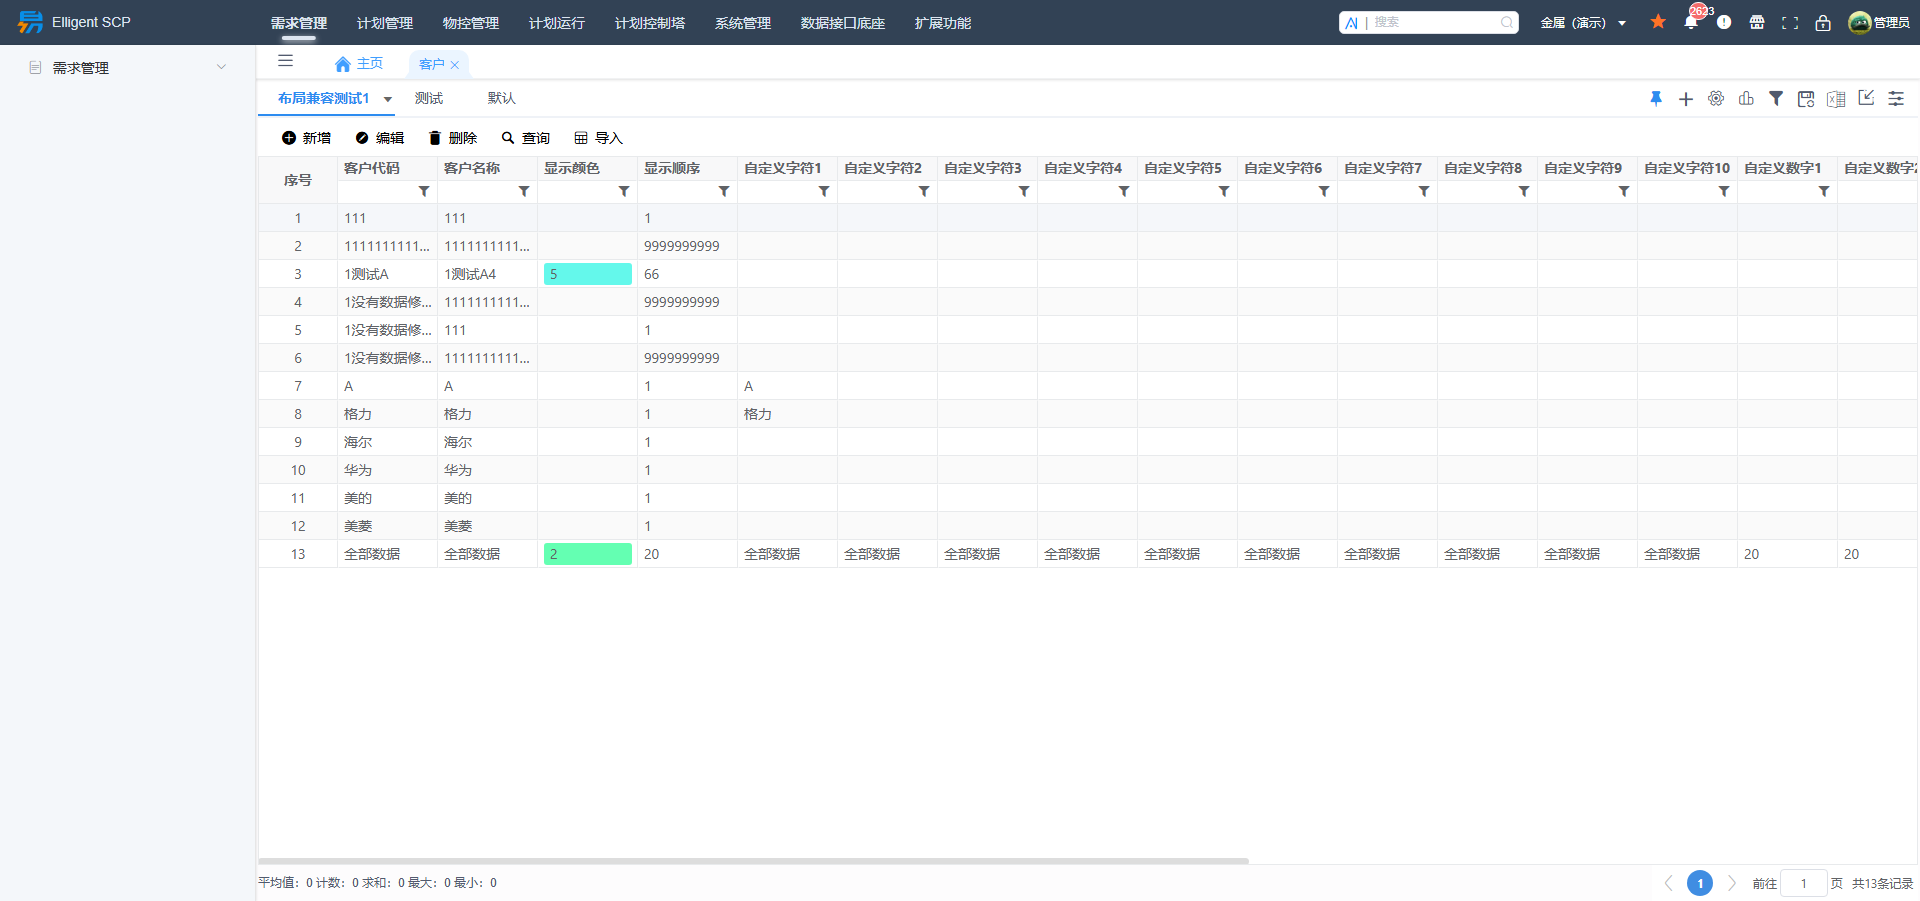 Elligent SCP 需求管理 计划管理 物控管理 计划运行 计划控制塔 系统管理 数据接口底座 扩展功能 AI | 搜索 金属（演示） 2623 管理员
需求管理
主页 客户
布局兼容测试1 测试 默认
新增 编辑 删除 查询 导入
序号 客户代码 客户名称 显示颜色 显示顺序 自定义字符1 自定义字符2 自定义字符3 自定义字符4 自定义字符5 自定义字符6 自定义字符7 自定义字符8 自定义字符9 自定义字符10 自定义数字1 自定义数字2
1 111 111 1
2 1111111111... 1111111111... 9999999999
3 1测试A 1测试A4 5 66
4 1没有数据修... 1111111111... 9999999999
5 1没有数据修... 111 1
6 1没有数据修... 1111111111... 9999999999
7 A A 1 A
8 格力 格力 1 格力
9 海尔 海尔 1
10 华为 华为 1
11 美的 美的 1
12 美菱 美菱 1
13 全部数据 全部数据 2 20 全部数据 全部数据 全部数据 全部数据 全部数据 全部数据 全部数据 全部数据 全部数据 全部数据 20 20
平均值：0 计数：0 求和：0 最大：0 最小：0 1 前往 1 页 共13条记录